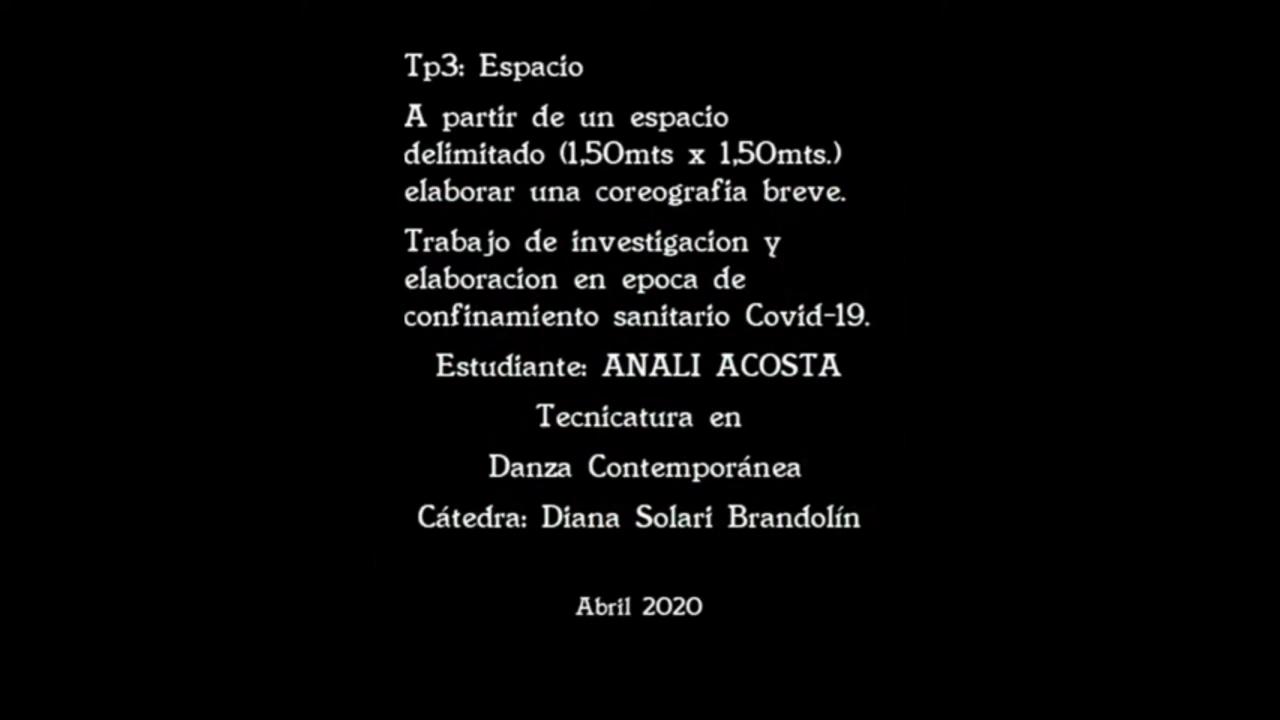 Tp3: Espacio
A partir de un espacio
delimitado (1,50mts x 1,50mts.)
elaborar una coreografia breve.
Trabajo de investigacion y
elaboracion en epoca de
confinamiento sanitario Covid-19.
Estudiante: ANALI ACOSTA
Tecnicatura en
Danza Contemporánea
Cátedra: Diana Solari Brandolín
Abril 2020